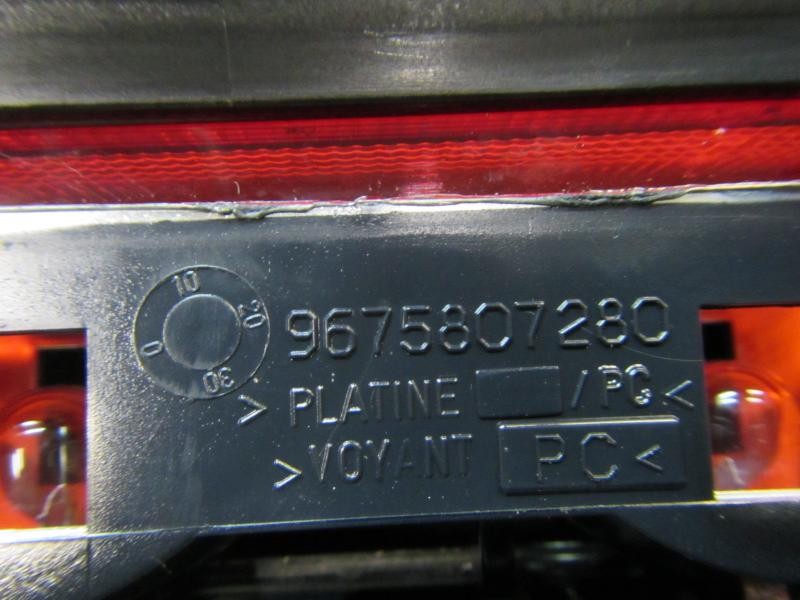 0 10 20 30
9675807280
> PLATINE /PC <
> VOYANT PC <